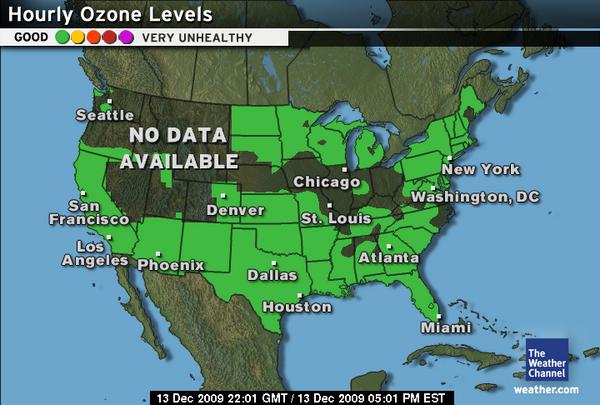 Hourly Ozone Levels
GOOD VERY UNHEALTHY
Seattle
NO DATA
AVAILABLE
New York
Chicago
Washington, DC
San
Francisco
Denver
St. Louis
Los
Angeles
Phoenix
Atlanta
Dallas
Houston
Miami
The
Weather
Channel
weather.com
13 Dec 2009 22:01 GMT / 13 Dec 2009 05:01 PM EST